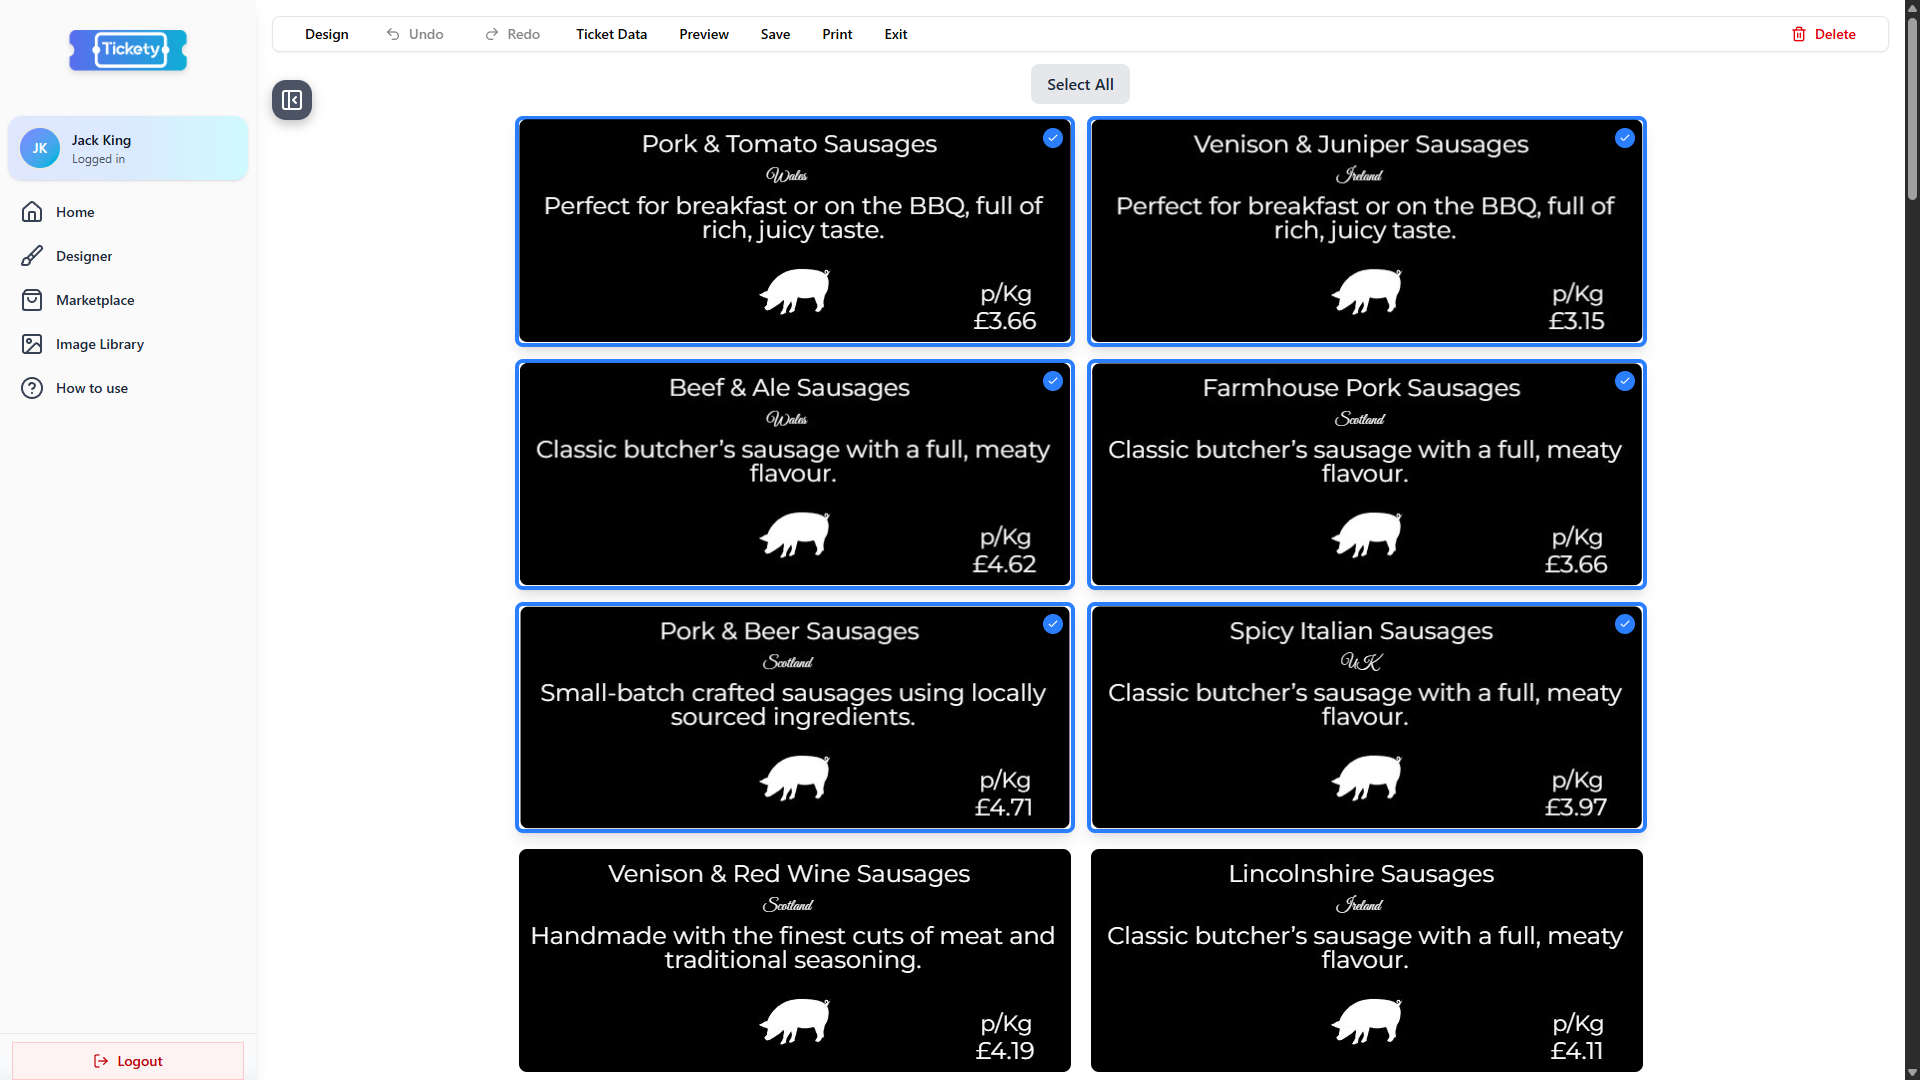 Tickety
JK
Jack King
Logged in
Home
Designer
Marketplace
Image Library
How to use
Logout
Design
Undo
Redo
Ticket Data
Preview
Save
Print
Exit
Delete
Select All
Pork & Tomato Sausages
Wales
Perfect for breakfast or on the BBQ, full of
rich, juicy taste.
p/Kg
£3.66
Venison & Juniper Sausages
Ireland
Perfect for breakfast or on the BBQ, full of
rich, juicy taste.
p/Kg
£3.15
Beef & Ale Sausages
Wales
Classic butcher’s sausage with a full, meaty
flavour.
p/Kg
£4.62
Farmhouse Pork Sausages
Scotland
Classic butcher’s sausage with a full, meaty
flavour.
p/Kg
£3.66
Pork & Beer Sausages
Scotland
Small-batch crafted sausages using locally
sourced ingredients.
p/Kg
£4.71
Spicy Italian Sausages
UK
Classic butcher’s sausage with a full, meaty
flavour.
p/Kg
£3.97
Venison & Red Wine Sausages
Scotland
Handmade with the finest cuts of meat and
traditional seasoning.
p/Kg
£4.19
Lincolnshire Sausages
Ireland
Classic butcher’s sausage with a full, meaty
flavour.
p/Kg
£4.11